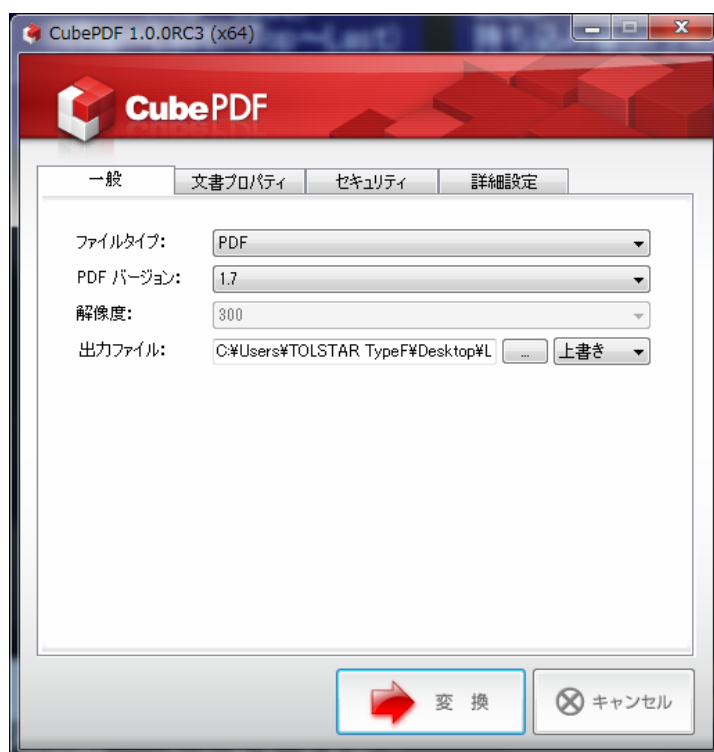 CubePDF 1.0.0RC3 (x64)
CubePDF
一般 文書プロパティ セキュリティ 詳細設定
ファイルタイプ: PDF
PDF バージョン: 1.7
解像度: 300
出力ファイル: C:¥Users¥TOLSTAR TypeF¥Desktop¥L ... 上書き
変 換 キャンセル